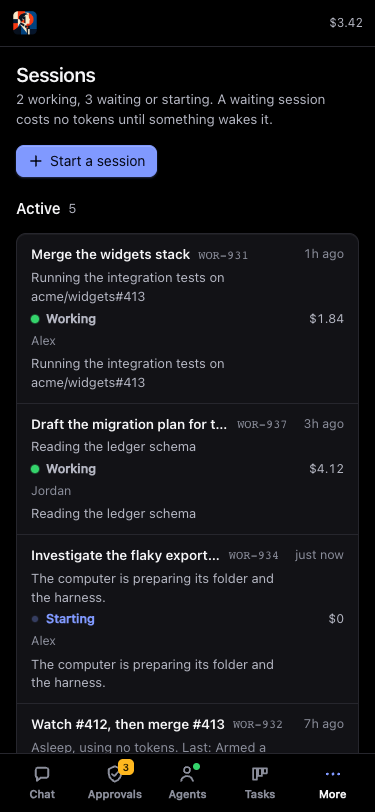 $3.42
Sessions
2 working, 3 waiting or starting. A waiting session
costs no tokens until something wakes it.
+ Start a session
Active 5
Merge the widgets stack WOR-931 1h ago
Running the integration tests on
acme/widgets#413
Working $1.84
Alex
Running the integration tests on
acme/widgets#413
Draft the migration plan for t... WOR-937 3h ago
Reading the ledger schema
Working $4.12
Jordan
Reading the ledger schema
Investigate the flaky export... WOR-934 just now
The computer is preparing its folder and
the harness.
Starting $0
Alex
The computer is preparing its folder and
the harness.
Watch #412, then merge #413 WOR-932 7h ago
Asleep, using no tokens. Last: Armed a
3
Chat Approvals Agents Tasks More